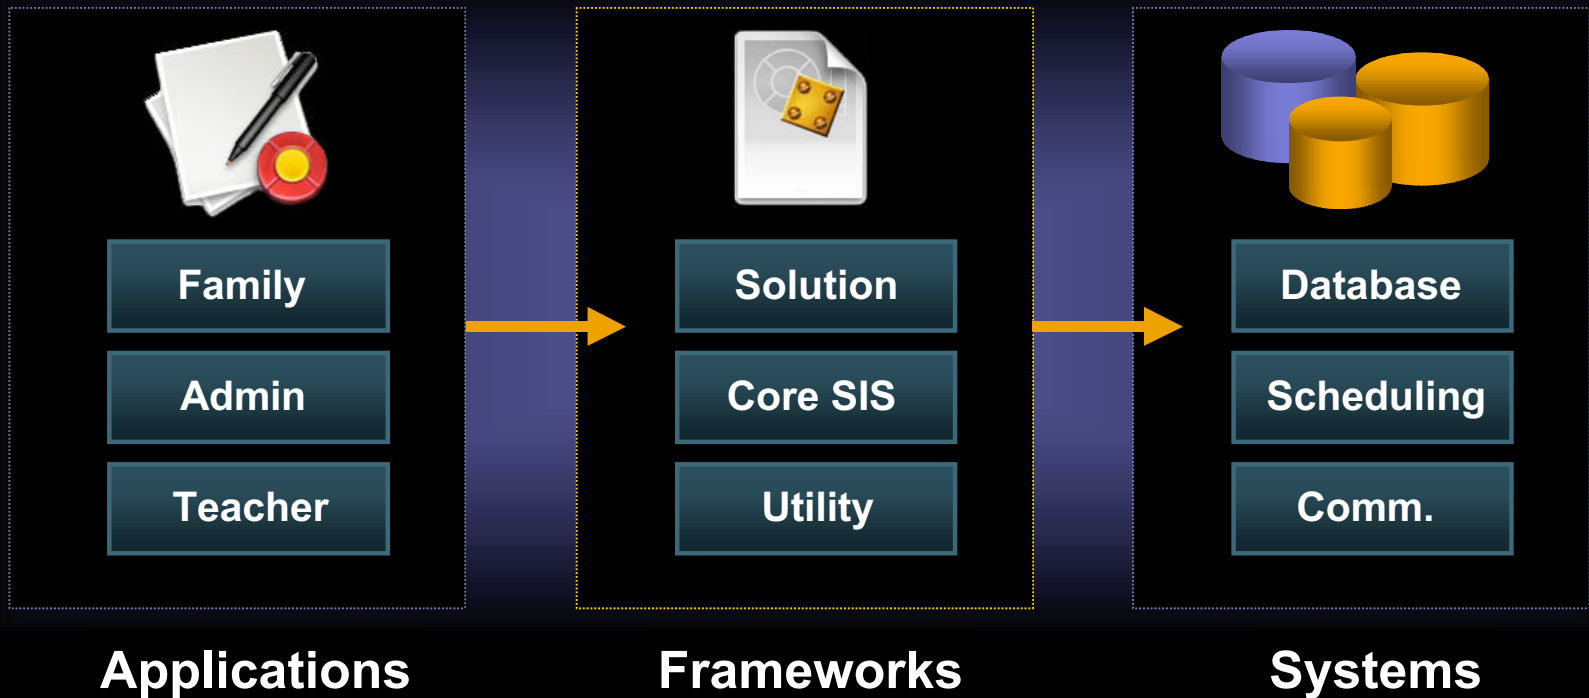 Family
Admin
Teacher
Applications
Solution
Core SIS
Utility
Frameworks
Database
Scheduling
Comm.
Systems